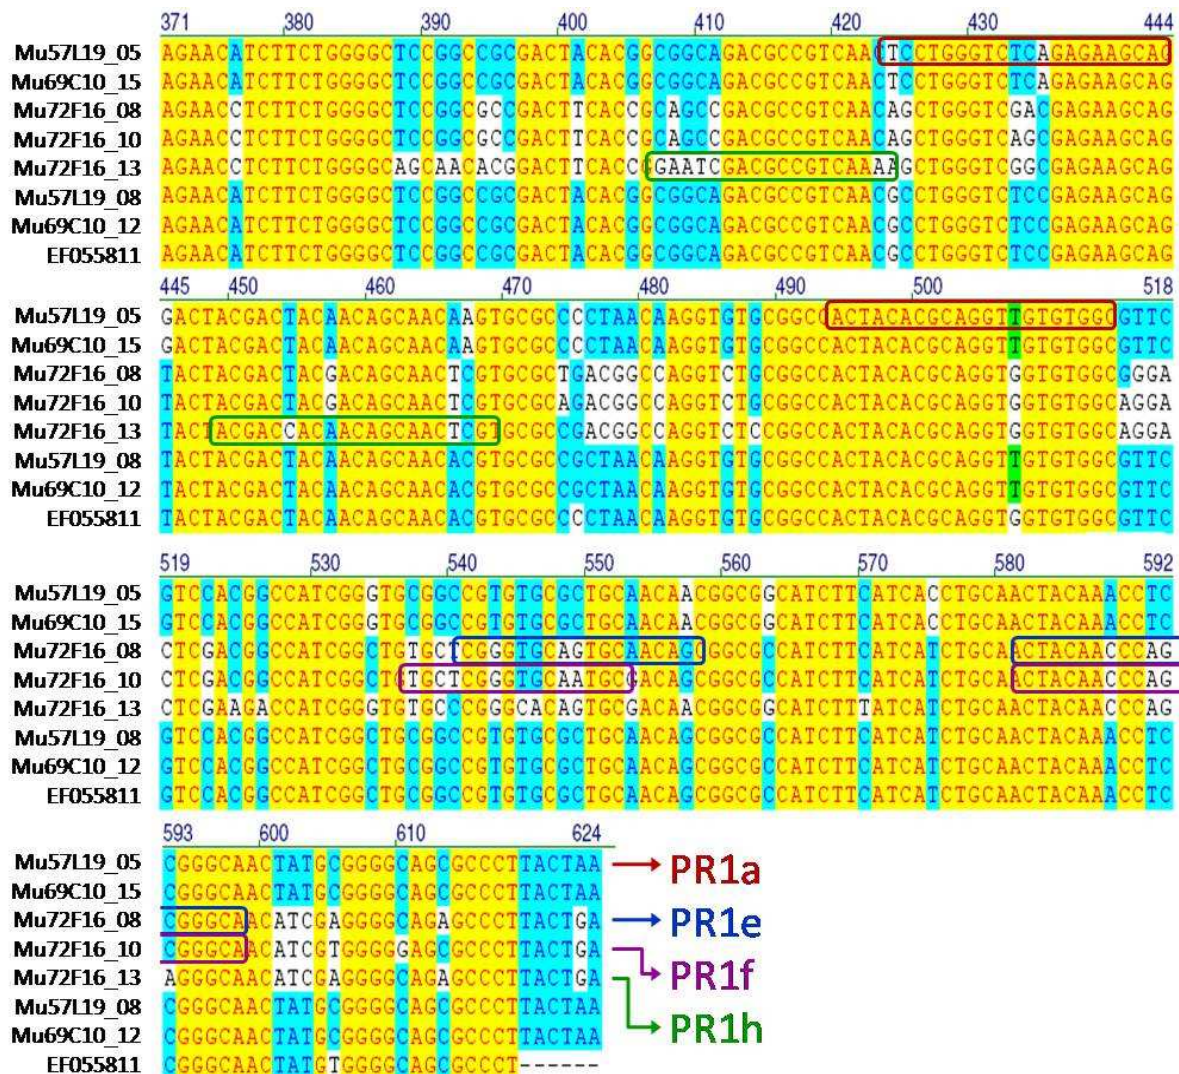 371 380 390 400 410 420 430 444
Mu57L19_05 AGAACATCTTCTGGGGCTCCGGCCGCGACTACACGGCGGCAGACGCCGTCAACTCCTGGGTCTCAGAGAAGCAG
Mu69C10_15 AGAACATCTTCTGGGGCTCCGGCCGCGACTACACGGCGGCAGACGCCGTCAACTCCTGGGTCTCAGAGAAGCAG
Mu72F16_08 AGAACCTCTTCTGGGGCTCCGGCGCCGACTTCACCGCAGCCGACGCCGTCAACAGCTGGGTCGACGAGAAGCAG
Mu72F16_10 AGAACCTCTTCTGGGGCTCCGGCGCCGACTTCACCGCAGCCGACGCCGTCAACAGCTGGGTCAGCGAGAAGCAG
Mu72F16_13 AGAACCTCTTCTGGGGCAGCAACACGGACTTCACCGGAATCGACGCCGTCAAAAGCTGGGTCGGCGAGAAGCAG
Mu57L19_08 AGAACATCTTCTGGGGCTCCGGCCGCGACTACACGGCGGCAGACGCCGTCAACGCCTGGGTCTCCGAGAAGCAG
Mu69C10_12 AGAACATCTTCTGGGGCTCCGGCCGCGACTACACGGCGGCAGACGCCGTCAACGCCTGGGTCTCCGAGAAGCAG
EF055811 AGAACATCTTCTGGGGCTCCGGCCGCGACTACACGGCGGCAGACGCCGTCAACGCCTGGGTCTCCGAGAAGCAG
445 450 460 470 480 490 500 518
Mu57L19_05 GACTACGACTACAACAGCAACAAGTGCGCCCCTAACAAGGTGTGCGGCCACTACACGCAGGTTGTGTGGCGTTC
Mu69C10_15 GACTACGACTACAACAGCAACAAGTGCGCCCCTAACAAGGTGTGCGGCCACTACACGCAGGTTGTGTGGCGTTC
Mu72F16_08 TACTACGACTACGACAGCAACTCGTGCGCTGACGGCCAGGTCTGCGGCCACTACACGCAGGTGGTGTGGCGGGA
Mu72F16_10 TACTACGACTACGACAGCAACTCGTGCGCAGACGGCCAGGTCTGCGGCCACTACACGCAGGTGGTGTGGCAGGA
Mu72F16_13 TACTACGACCACAACAGCAACTCGTGCGCCGACGGCCAGGTCTCCGGCCACTACACGCAGGTGGTGTGGCAGGA
Mu57L19_08 TACTACGACTACAACAGCAACACGTGCGCCGCTAACAAGGTGTGCGGCCACTACACGCAGGTTGTGTGGCGTTC
Mu69C10_12 TACTACGACTACAACAGCAACACGTGCGCCGCTAACAAGGTGTGCGGCCACTACACGCAGGTTGTGTGGCGTTC
EF055811 TACTACGACTACAACAGCAACACGTGCGCCCCTAACAAGGTGTGCGGCCACTACACGCAGGTGGTGTGGCGTTC
519 530 540 550 560 570 580 592
Mu57L19_05 GTCCACGGCCATCGGGTGCGGCCGTGTGCGCTGCAACAACGGCGGCATCTTCATCACCTGCAACTACAAACCTC
Mu69C10_15 GTCCACGGCCATCGGGTGCGGCCGTGTGCGCTGCAACAACGGCGGCATCTTCATCACCTGCAACTACAAACCTC
Mu72F16_08 CTCGACGGCCATCGGCTGTGCTCGGGTGCAGTGCAACAGCGGCGCCATCTTCATCATCTGCAACTACAACCCAG
Mu72F16_10 CTCGACGGCCATCGGCTGTGCTCGGGTGCAATGCGACAGCGGCGCCATCTTCATCATCTGCAACTACAACCCAG
Mu72F16_13 CTCGAAGACCATCGGGTGTGCCCGGGCACAGTGCGACAACGGCGGCATCTTTATCATCTGCAACTACAACCCAG
Mu57L19_08 GTCCACGGCCATCGGCTGCGGCCGTGTGCGCTGCAACAGCGGCGCCATCTTCATCATCTGCAACTACAAACCTC
Mu69C10_12 GTCCACGGCCATCGGCTGCGGCCGTGTGCGCTGCAACAGCGGCGCCATCTTCATCATCTGCAACTACAAACCTC
EF055811 GTCCACGGCCATCGGCTGCGGCCGTGTGCGCTGCAACAGCGGCGCCATCTTCATCATCTGCAACTACAAACCTC
593 600 610 624
Mu57L19_05 CGGGCAACTATGCGGGGCAGCGCCCTTACTAA PR1a
Mu69C10_15 CGGGCAACTATGCGGGGCAGCGCCCTTACTAA
Mu72F16_08 CGGGCAACATCGAGGGGCAGAGCCCTTACTGA PR1e
Mu72F16_10 CGGGCAACATCGTGGGGAGCGCCCTTACTGA PR1f
Mu72F16_13 AGGGCAACATCGAGGGGCAGAGCCCTTACTGA PR1h
Mu57L19_08 CGGGCAACTATGCGGGGCAGCGCCCTTACTAA
Mu69C10_12 CGGGCAACTATGCGGGGCAGCGCCCTTACTAA
EF055811 CGGGCAACTATGTGGGGCAGCGCCCT------